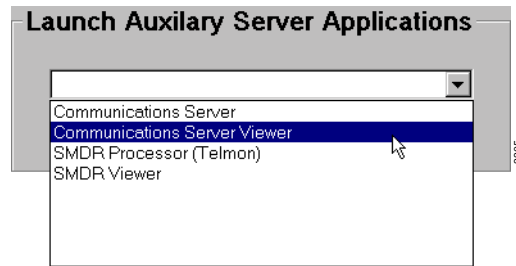 Launch Auxilary Server Applications
Communications Server
Communications Server Viewer
SMDR Processor (Telmon)
SMDR Viewer